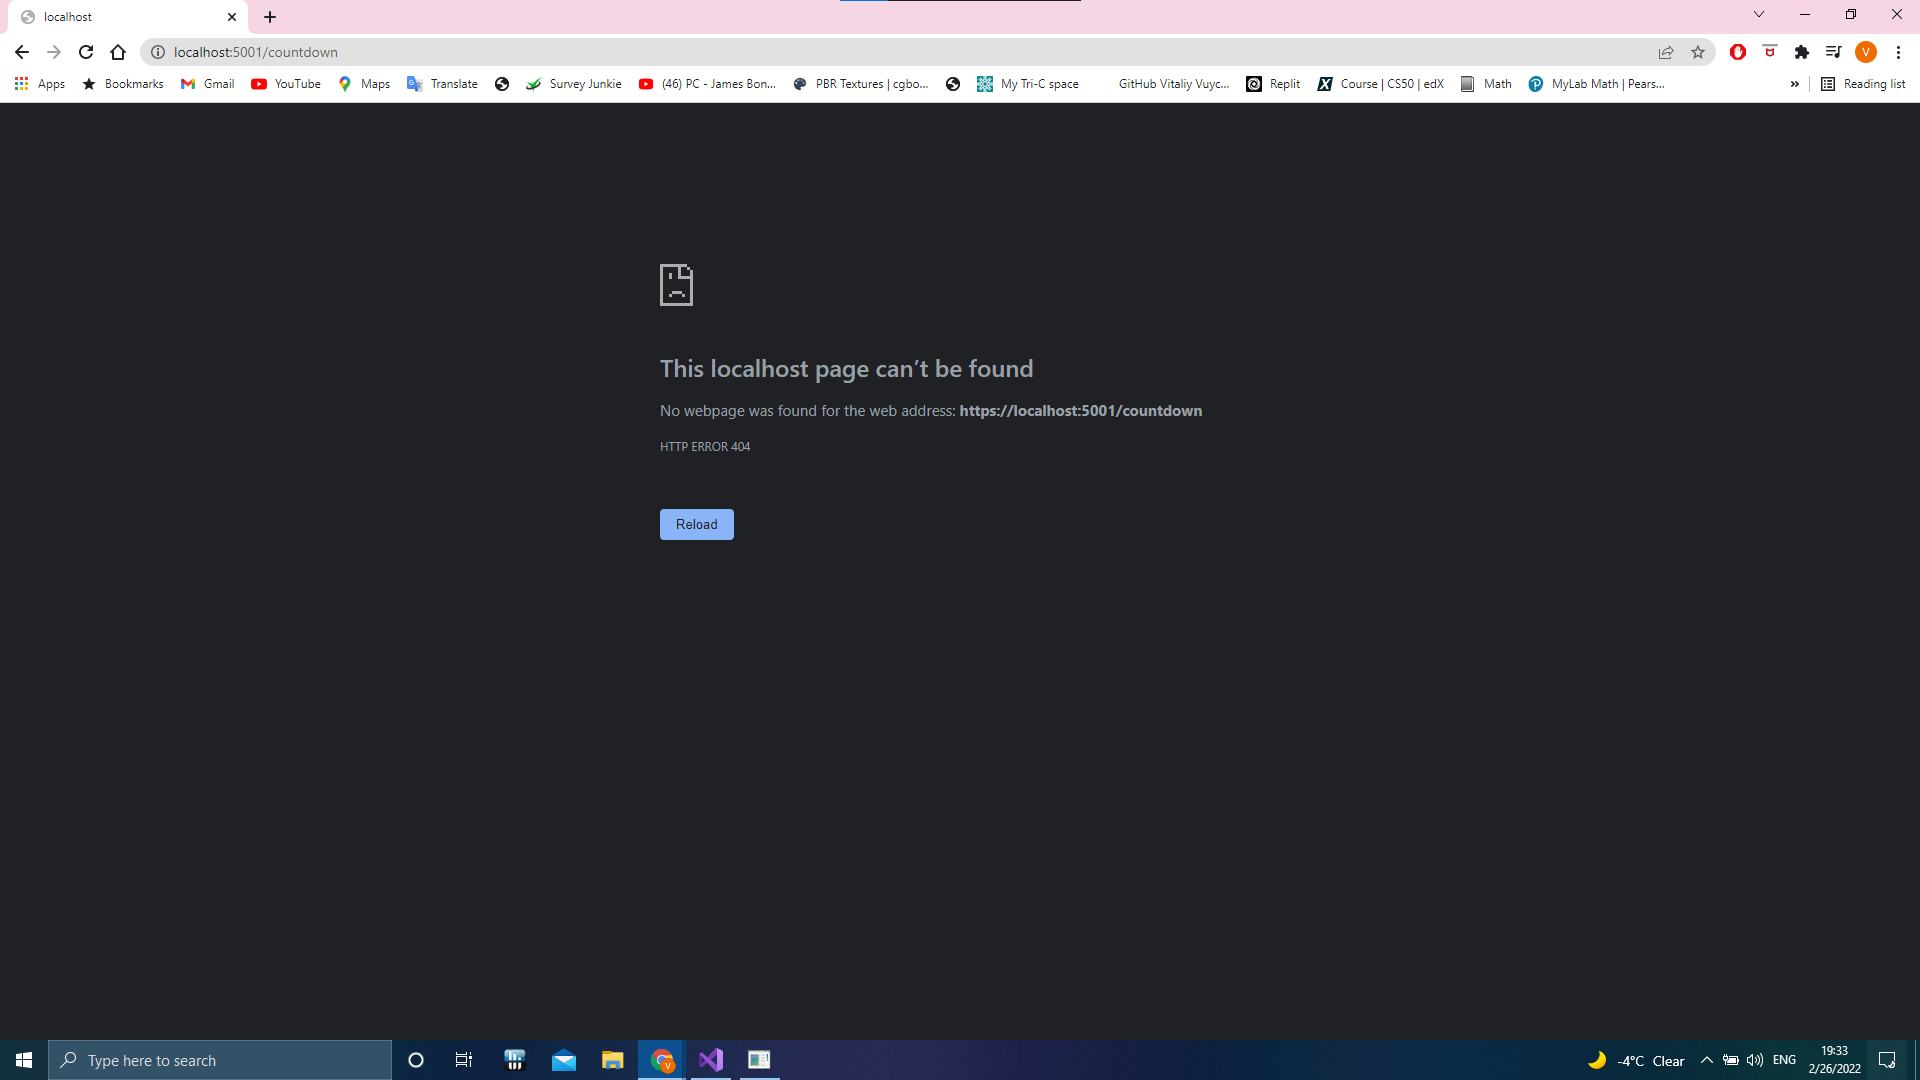 localhost
localhost:5001/countdown
V
Apps Bookmarks Gmail YouTube Maps Translate Survey Junkie (46) PC - James Bon... PBR Textures | cgbo... My Tri-C space GitHub Vitaliy Vuyc... Replit Course | CS50 | edX Math MyLab Math | Pears... » Reading list
This localhost page can’t be found
No webpage was found for the web address: https://localhost:5001/countdown
HTTP ERROR 404
Reload
Type here to search
V
-4°C Clear
ENG
19:33
2/26/2022